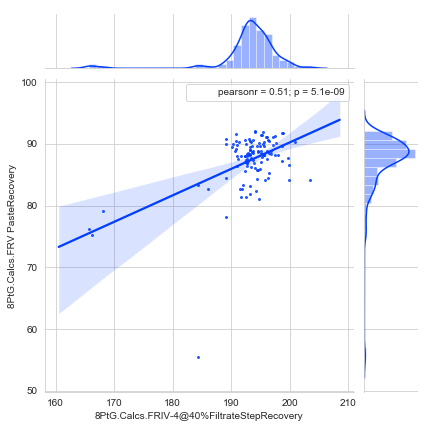 pearsonr = 0.51; p = 5.1e-09
100
90
80
70
60
50
8PtG.Calcs.FRV PasteRecovery
160 170 180 190 200 210
8PtG.Calcs.FRIV-4@40%FiltrateStepRecovery